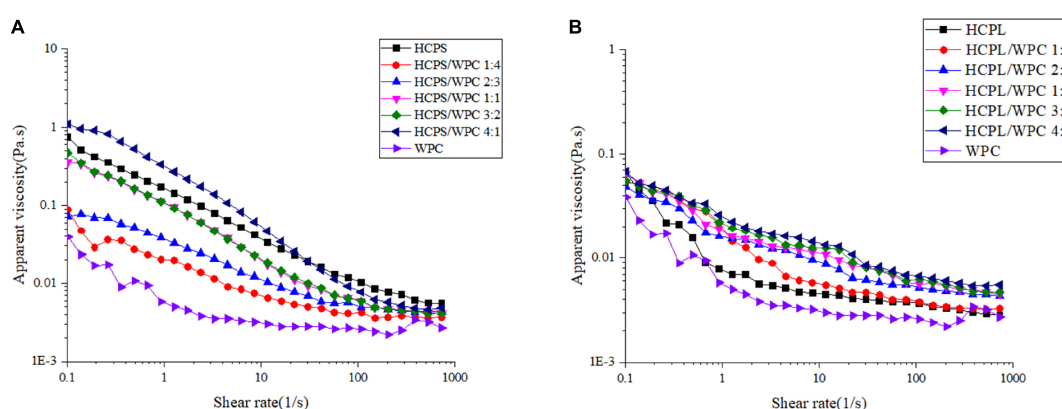 A
Apparent viscosity(Pa.s)
10
1
0.1
0.01
1E-3
0.1
1
10
100
1000
Shear rate(1/s)
HCPS
HCPS/WPC 1:4
HCPS/WPC 2:3
HCPS/WPC 1:1
HCPS/WPC 3:2
HCPS/WPC 4:1
WPC
B
Apparent viscosity(Pa.s)
1
0.1
0.01
1E-3
0.1
1
10
100
1000
Shear rate(1/s)
HCPL
HCPL/WPC 1:
HCPL/WPC 2:
HCPL/WPC 1:
HCPL/WPC 3:
HCPL/WPC 4:
WPC